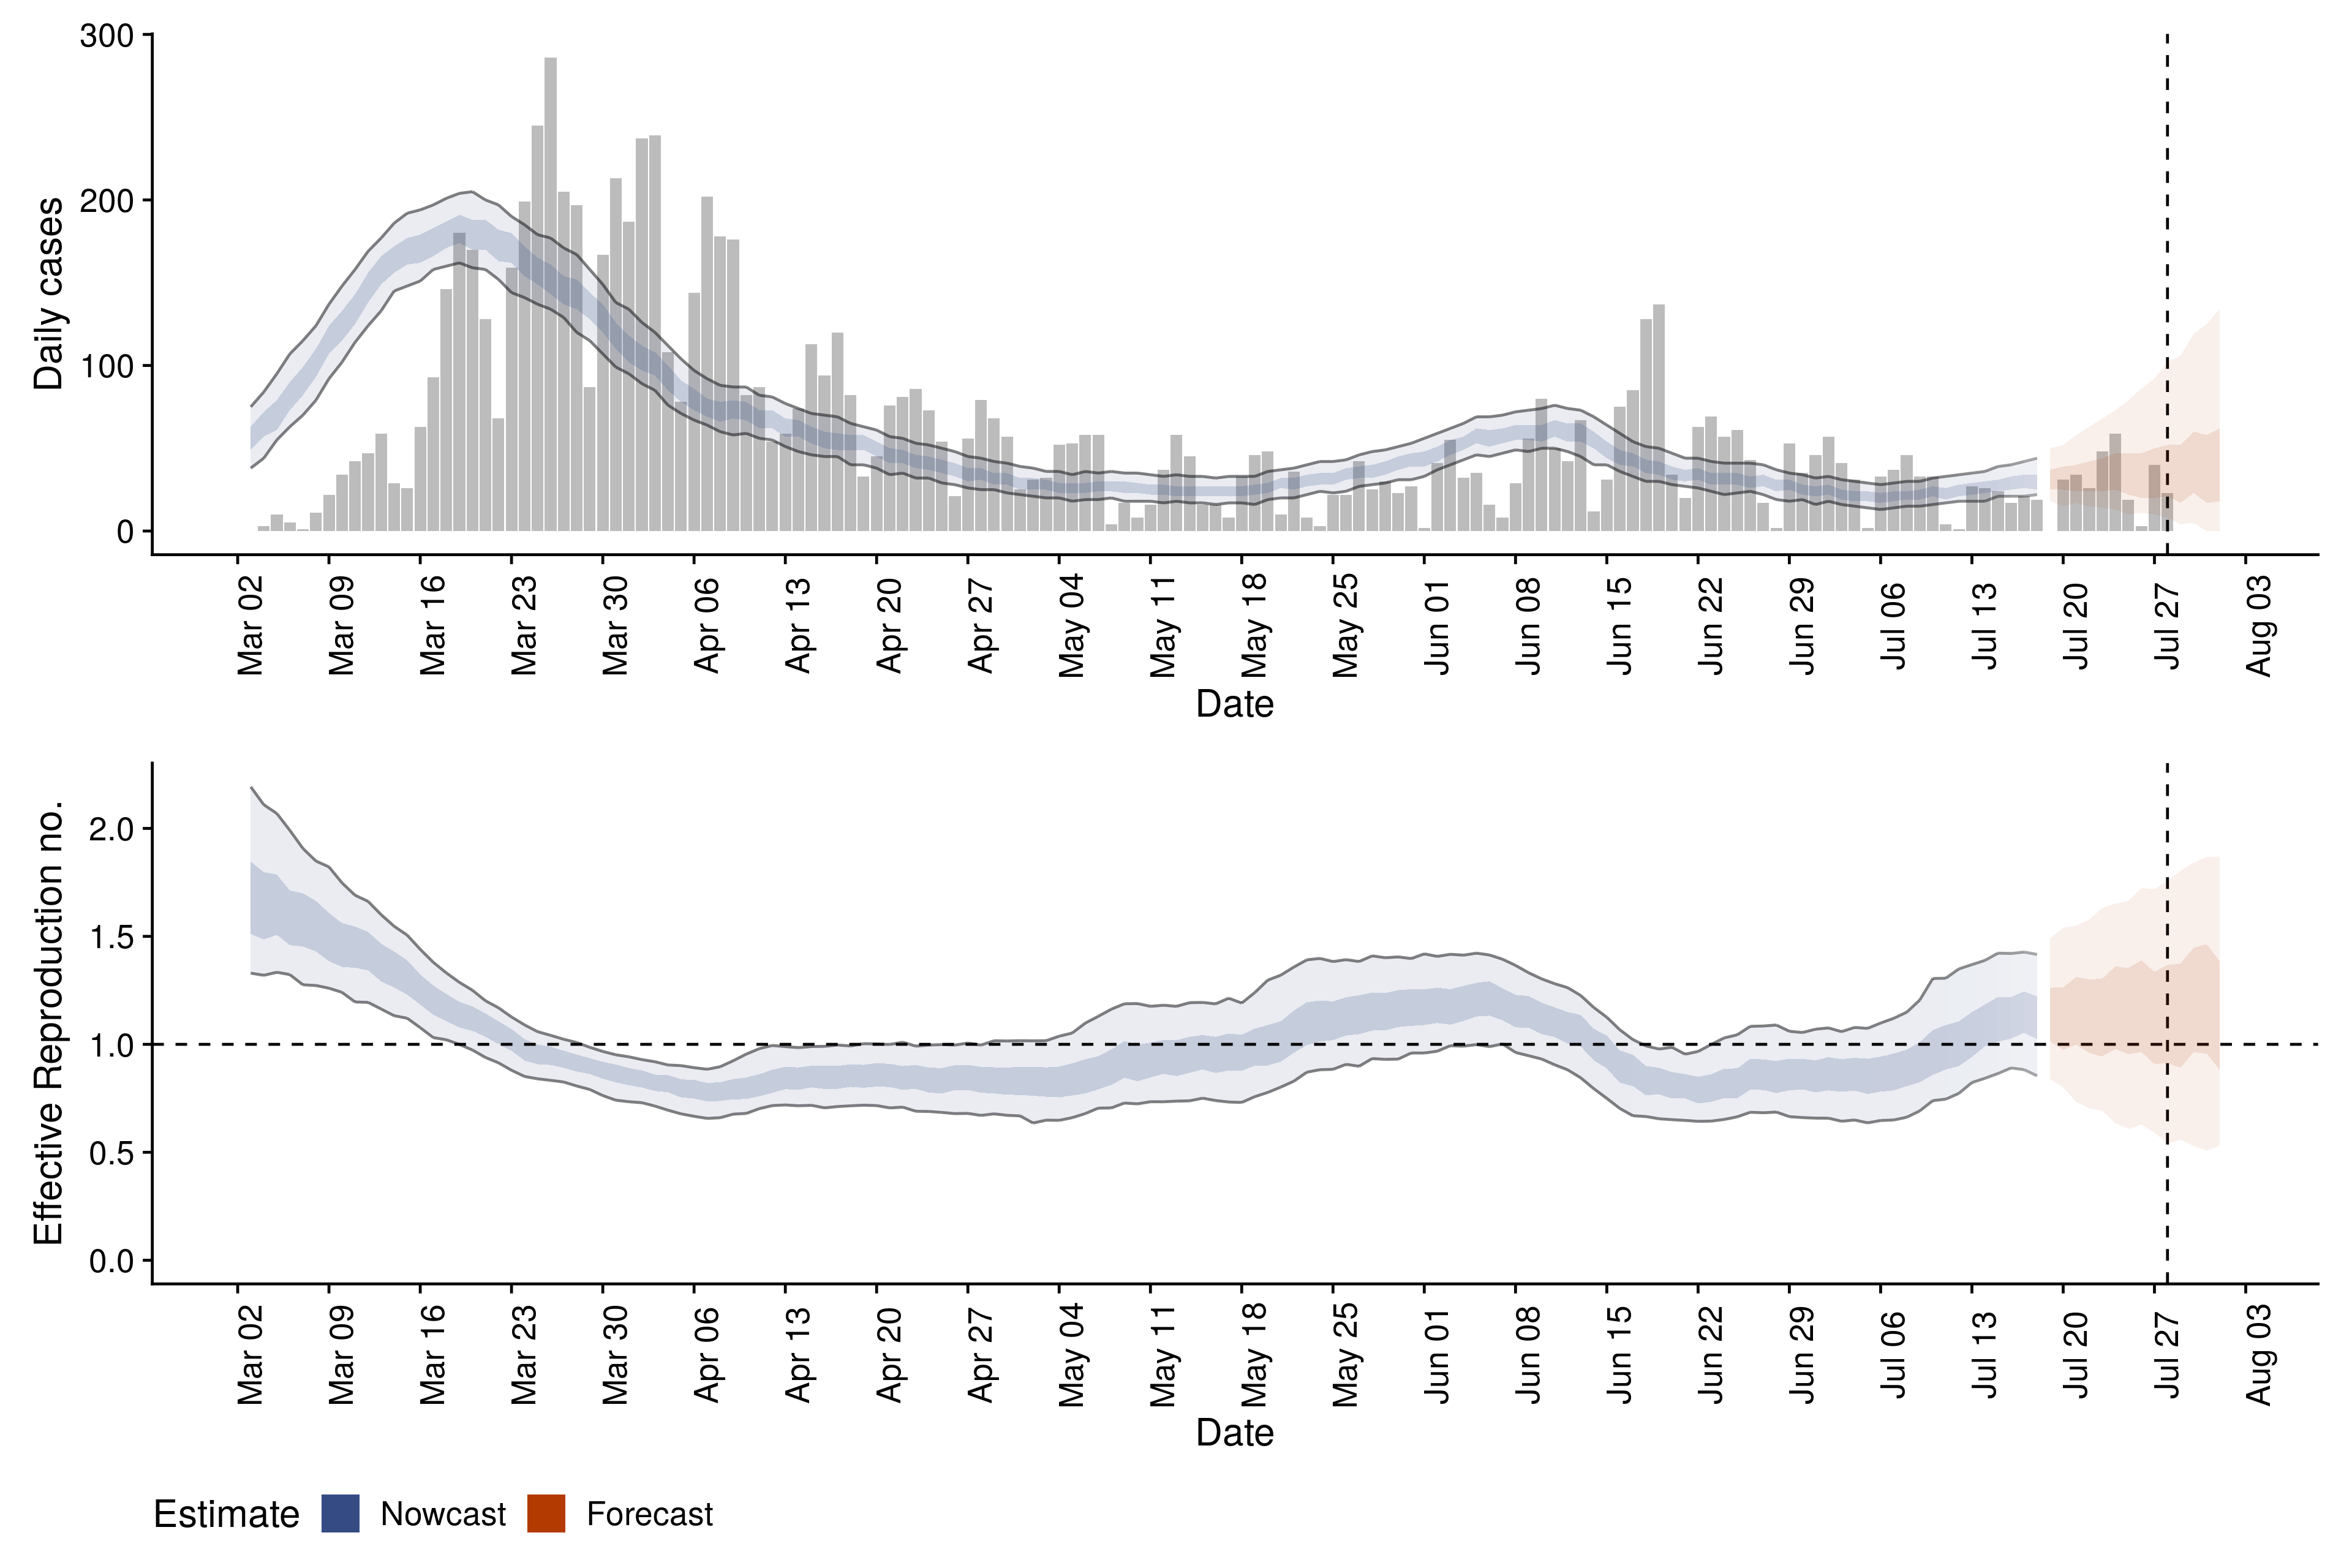 300
200
100
0
Daily cases
Mar 02
Mar 09
Mar 16
Mar 23
Mar 30
Apr 06
Apr 13
Apr 20
Apr 27
May 04
May 11
May 18
May 25
Jun 01
Jun 08
Jun 15
Jun 22
Jun 29
Jul 06
Jul 13
Jul 20
Jul 27
Aug 03
Date
2.0
1.5
1.0
0.5
0.0
Effective Reproduction no.
Mar 02
Mar 09
Mar 16
Mar 23
Mar 30
Apr 06
Apr 13
Apr 20
Apr 27
May 04
May 11
May 18
May 25
Jun 01
Jun 08
Jun 15
Jun 22
Jun 29
Jul 06
Jul 13
Jul 20
Jul 27
Aug 03
Date
Estimate Nowcast Forecast